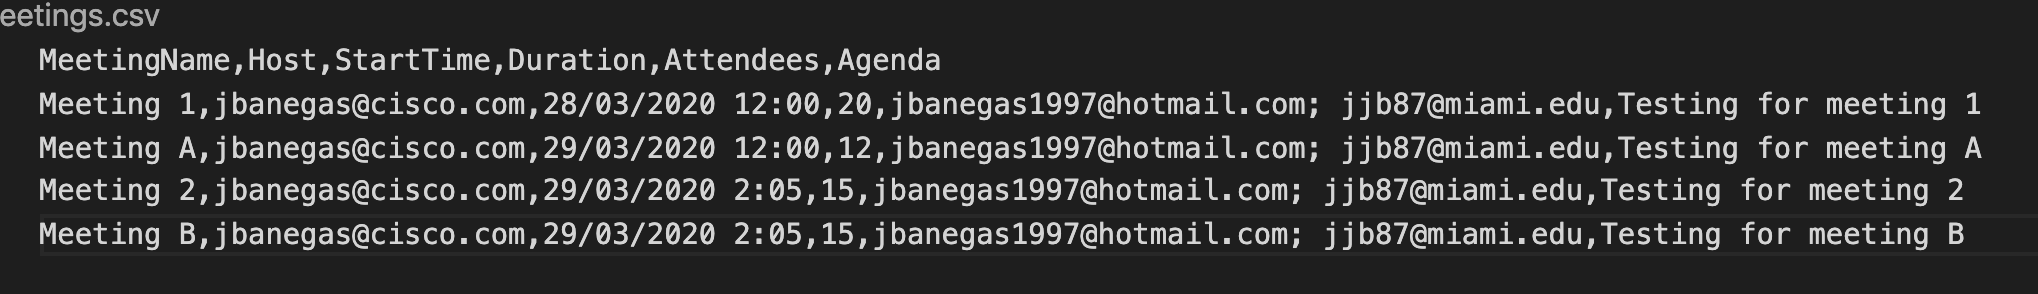 eetings.csv
MeetingName,Host,StartTime,Duration,Attendees,Agenda
Meeting 1,jbanegas@cisco.com,28/03/2020 12:00,20,jbanegas1997@hotmail.com; jjb87@miami.edu,Testing for meeting 1
Meeting A,jbanegas@cisco.com,29/03/2020 12:00,12,jbanegas1997@hotmail.com; jjb87@miami.edu,Testing for meeting A
Meeting 2,jbanegas@cisco.com,29/03/2020 2:05,15,jbanegas1997@hotmail.com; jjb87@miami.edu,Testing for meeting 2
Meeting B,jbanegas@cisco.com,29/03/2020 2:05,15,jbanegas1997@hotmail.com; jjb87@miami.edu,Testing for meeting B